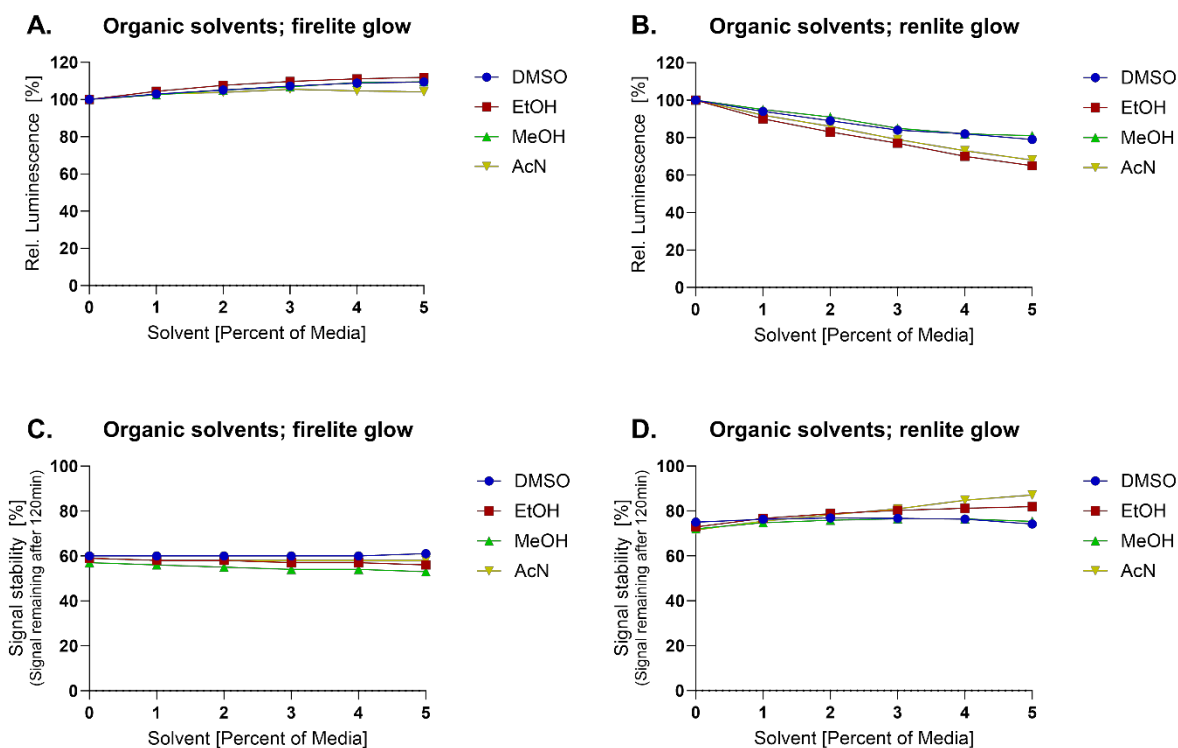 A. Organic solvents; firelite glow
Rel. Luminescence [%]
120
100
80
60
40
20
0
0 1 2 3 4 5
Solvent [Percent of Media]
DMSO
EtOH
MeOH
AcN
B. Organic solvents; renlite glow
Rel. Luminescence [%]
120
100
80
60
40
20
0
0 1 2 3 4 5
Solvent [Percent of Media]
DMSO
EtOH
MeOH
AcN
C. Organic solvents; firelite glow
Signal stability [%]
(Signal remaining after 120min)
100
80
60
40
20
0
0 1 2 3 4 5
Solvent [Percent of Media]
DMSO
EtOH
MeOH
AcN
D. Organic solvents; renlite glow
Signal stability [%]
(Signal remaining after 120min)
100
80
60
40
20
0
0 1 2 3 4 5
Solvent [Percent of Media]
DMSO
EtOH
MeOH
AcN